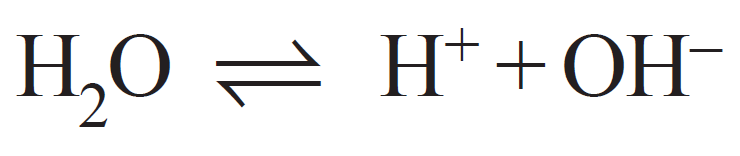 H₂O ⇌ H⁺ + OH⁻